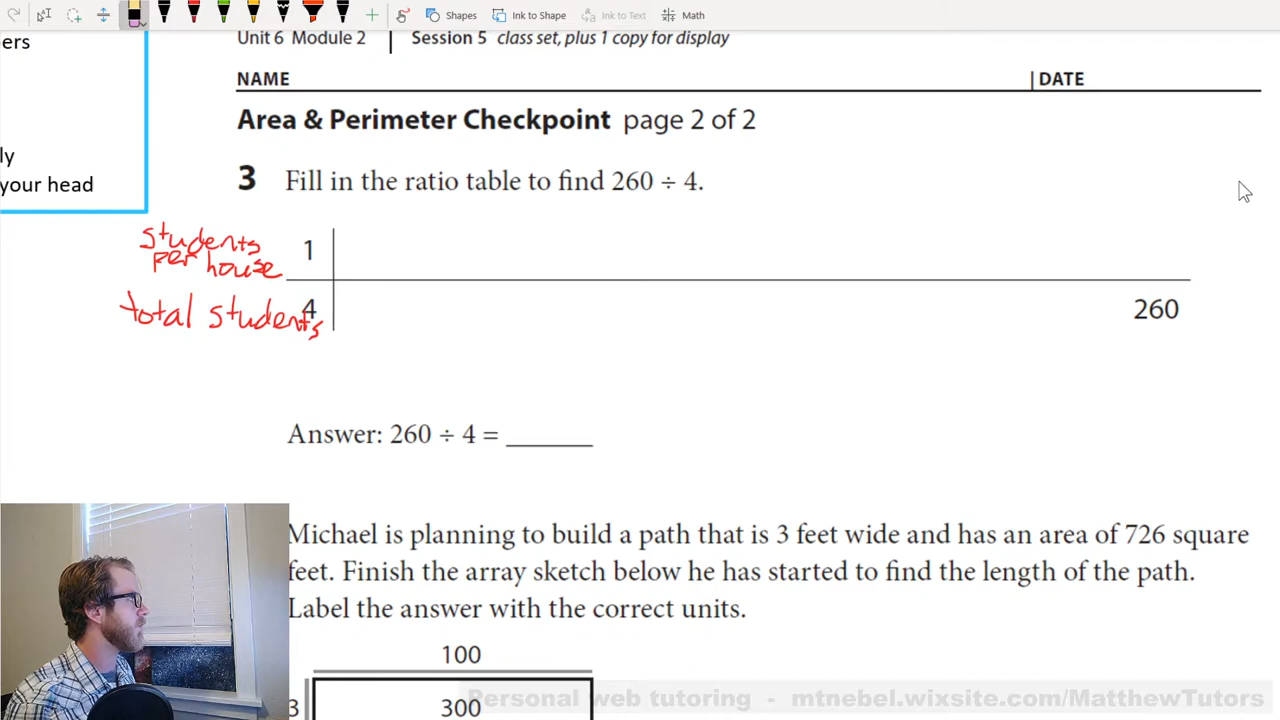 Shapes Ink to Shape Ink to Text Math
ers
Unit 6 Module 2 | Session 5 class set, plus 1 copy for display
NAME | DATE
Area & Perimeter Checkpoint page 2 of 2
ly
your head
3 Fill in the ratio table to find 260 ÷ 4.
students
per house
1
total students
4 260
Answer: 260 ÷ 4 = ______
Michael is planning to build a path that is 3 feet wide and has an area of 726 square
feet. Finish the array sketch below he has started to find the length of the path.
Label the answer with the correct units.
100
3 300
Personal web tutoring - mtnebel.wixsite.com/MatthewTutors